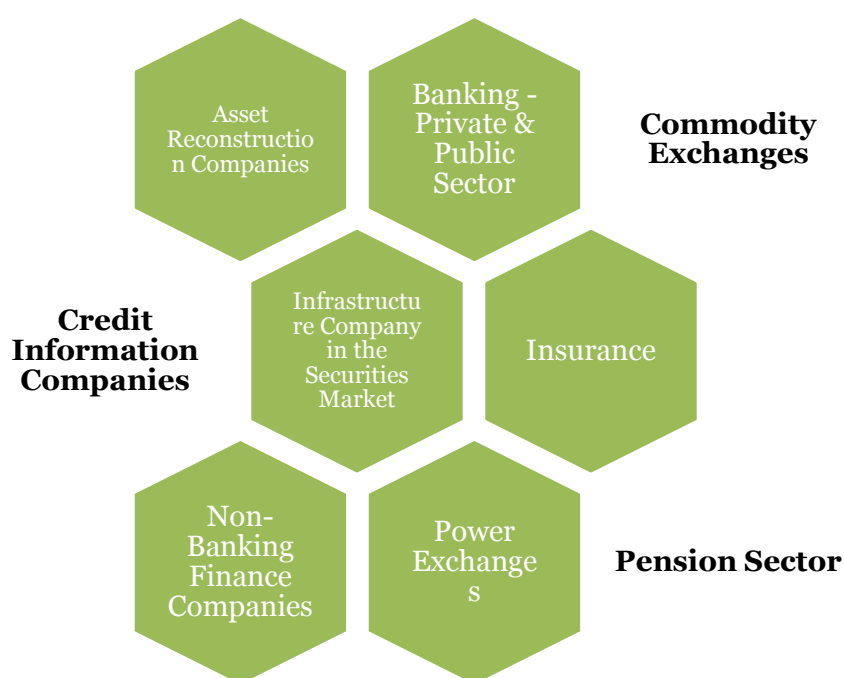 Asset
Reconstructio
n Companies
Banking -
Private &
Public
Sector
Commodity
Exchanges
Credit
Information
Companies
Infrastructu
re Company
in the
Securities
Market
Insurance
Non-
Banking
Finance
Companies
Power
Exchange
s
Pension Sector